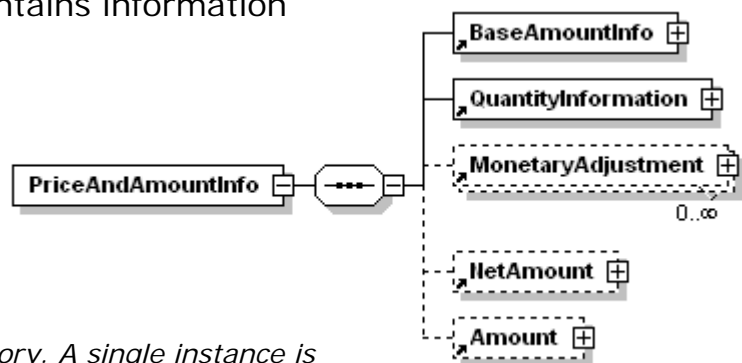 ntains information
BaseAmountInfo
QuantityInformation
PriceAndAmountInfo
MonetaryAdjustment
0..∞
NetAmount
Amount
ory. A single instance is